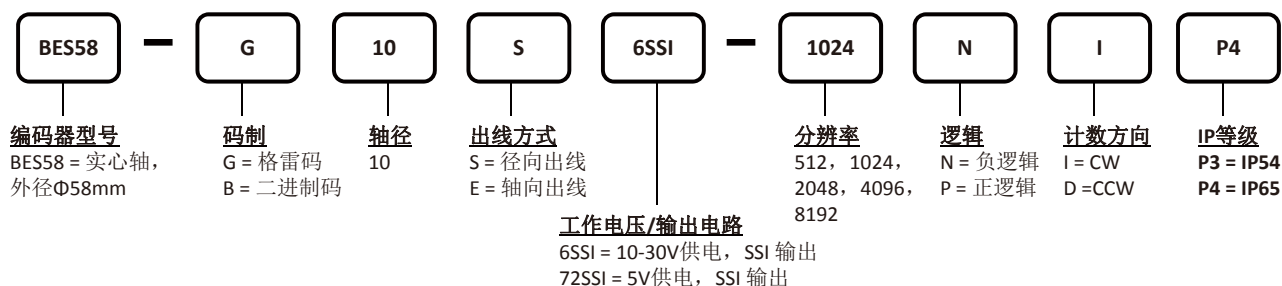 BES58 — G 10 S 6SSI — 1024 N I P4
编码器型号
BES58 = 实心轴，
外径Φ58mm
码制
G = 格雷码
B = 二进制码
轴径
10
出线方式
S = 径向出线
E = 轴向出线
工作电压/输出电路
6SSI = 10-30V供电，SSI 输出
72SSI = 5V供电，SSI 输出
分辨率
512，1024，
2048，4096，
8192
逻辑
N = 负逻辑
P = 正逻辑
计数方向
I = CW
D =CCW
IP等级
P3 = IP54
P4 = IP65